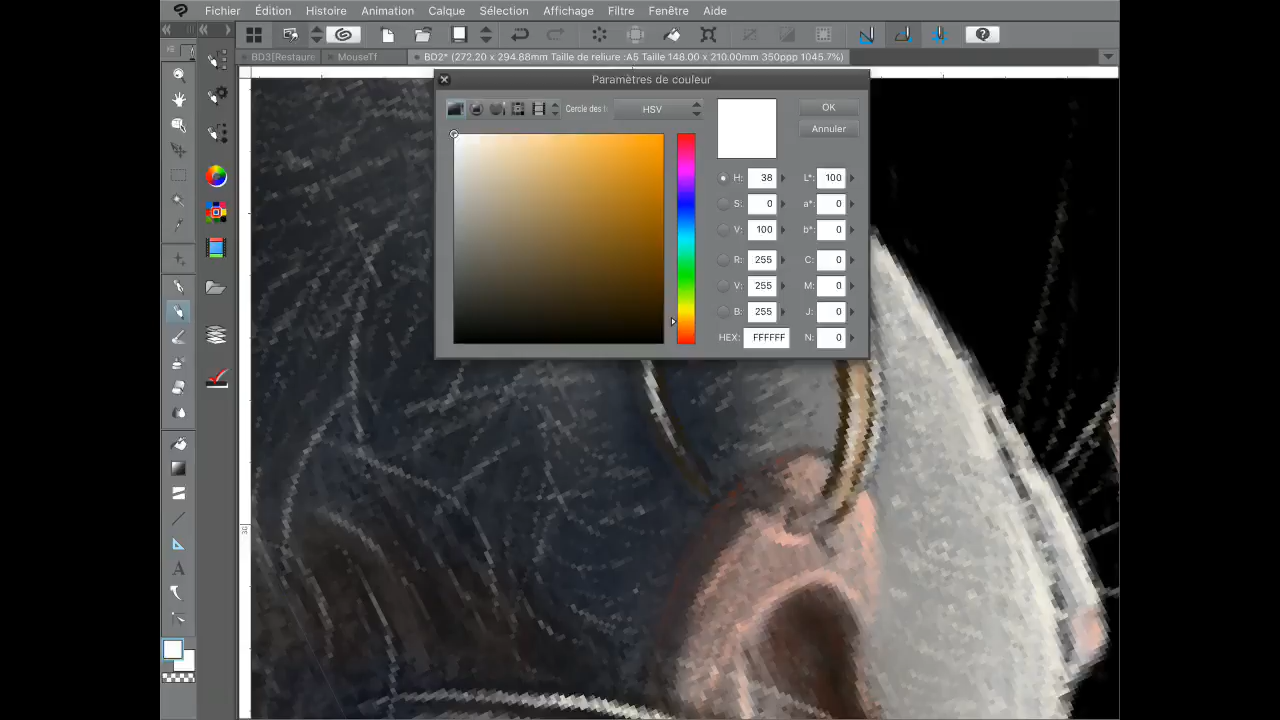 Fichier Édition Histoire Animation Calque Sélection Affichage Filtre Fenêtre Aide
BD3[Restaure MouseTf BD2* (272.20 x 294.88mm Taille de reliure :A5 Taille 148.00 x 210.00mm 350ppp 1045.7%)
Paramètres de couleur
Cercle des HSV
OK
Annuler
H: 38 L*: 100
S: 0 a*: 0
V: 100 b*: 0
R: 255 C: 0
V: 255 M: 0
B: 255 J: 0
HEX: FFFFFF N: 0